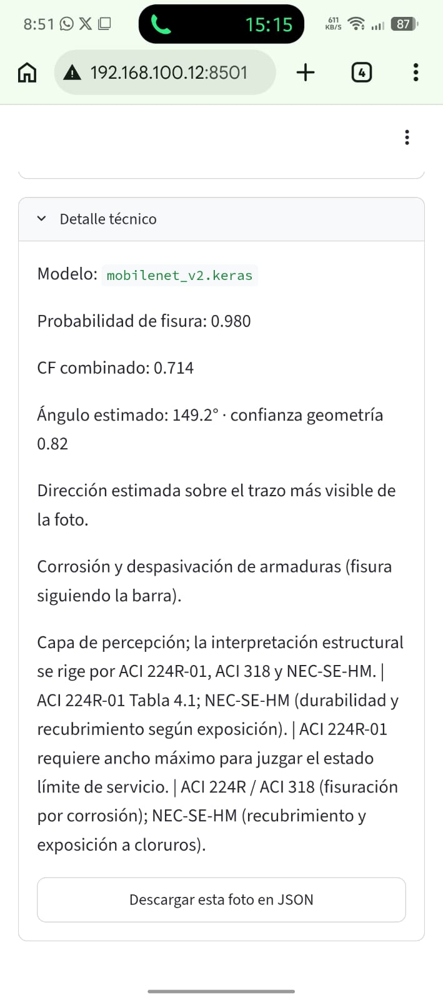 8:51
15:15
611 KB/S
87
192.168.100.12:8501
4
Detalle técnico
Modelo: mobilenet_v2.keras
Probabilidad de fisura: 0.980
CF combinado: 0.714
Ángulo estimado: 149.2° · confianza geometría
0.82
Dirección estimada sobre el trazo más visible de
la foto.
Corrosión y despasivación de armaduras (fisura
siguiendo la barra).
Capa de percepción; la interpretación estructural
se rige por ACI 224R-01, ACI 318 y NEC-SE-HM. |
ACI 224R-01 Tabla 4.1; NEC-SE-HM (durabilidad y
recubrimiento según exposición). | ACI 224R-01
requiere ancho máximo para juzgar el estado
límite de servicio. | ACI 224R / ACI 318 (fisuración
por corrosión); NEC-SE-HM (recubrimiento y
exposición a cloruros).
Descargar esta foto en JSON